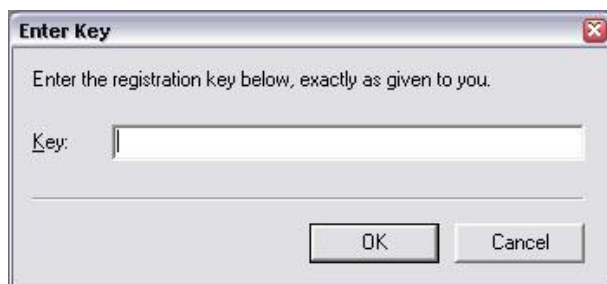 Enter Key
Enter the registration key below, exactly as given to you.
Key:
OK
Cancel